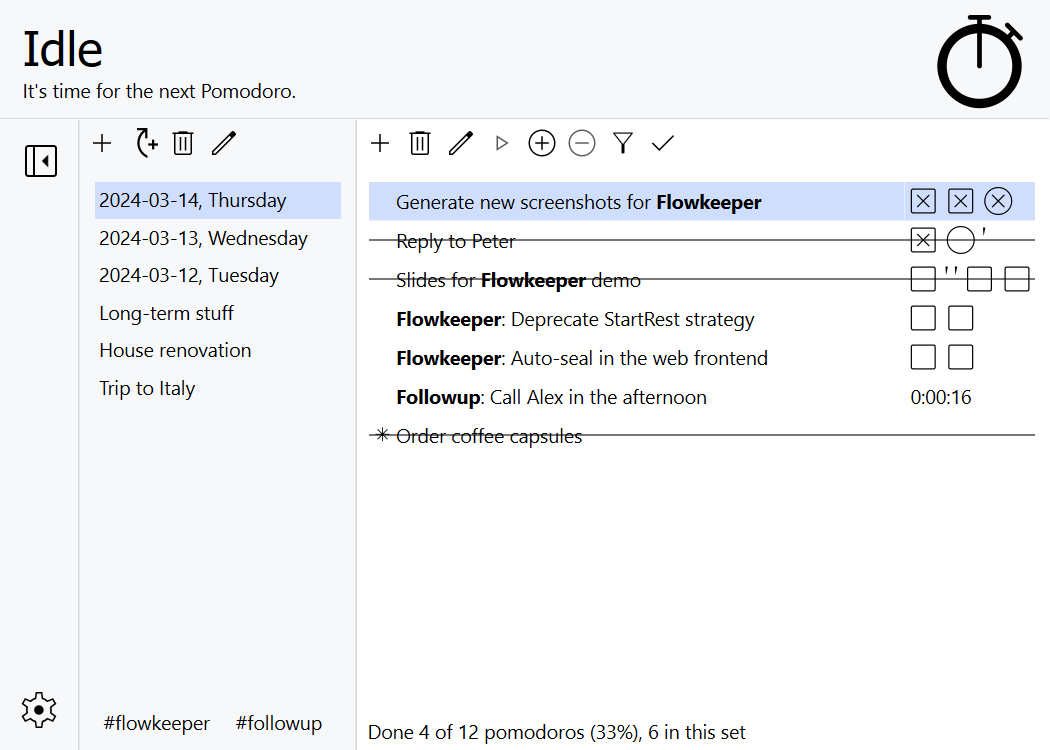 Idle
It's time for the next Pomodoro.
2024-03-14, Thursday
2024-03-13, Wednesday
2024-03-12, Tuesday
Long-term stuff
House renovation
Trip to Italy
#flowkeeper #followup
Generate new screenshots for Flowkeeper
Reply to Peter
Slides for Flowkeeper demo
Flowkeeper: Deprecate StartRest strategy
Flowkeeper: Auto-seal in the web frontend
Followup: Call Alex in the afternoon 0:00:16
Order coffee capsules
Done 4 of 12 pomodoros (33%), 6 in this set